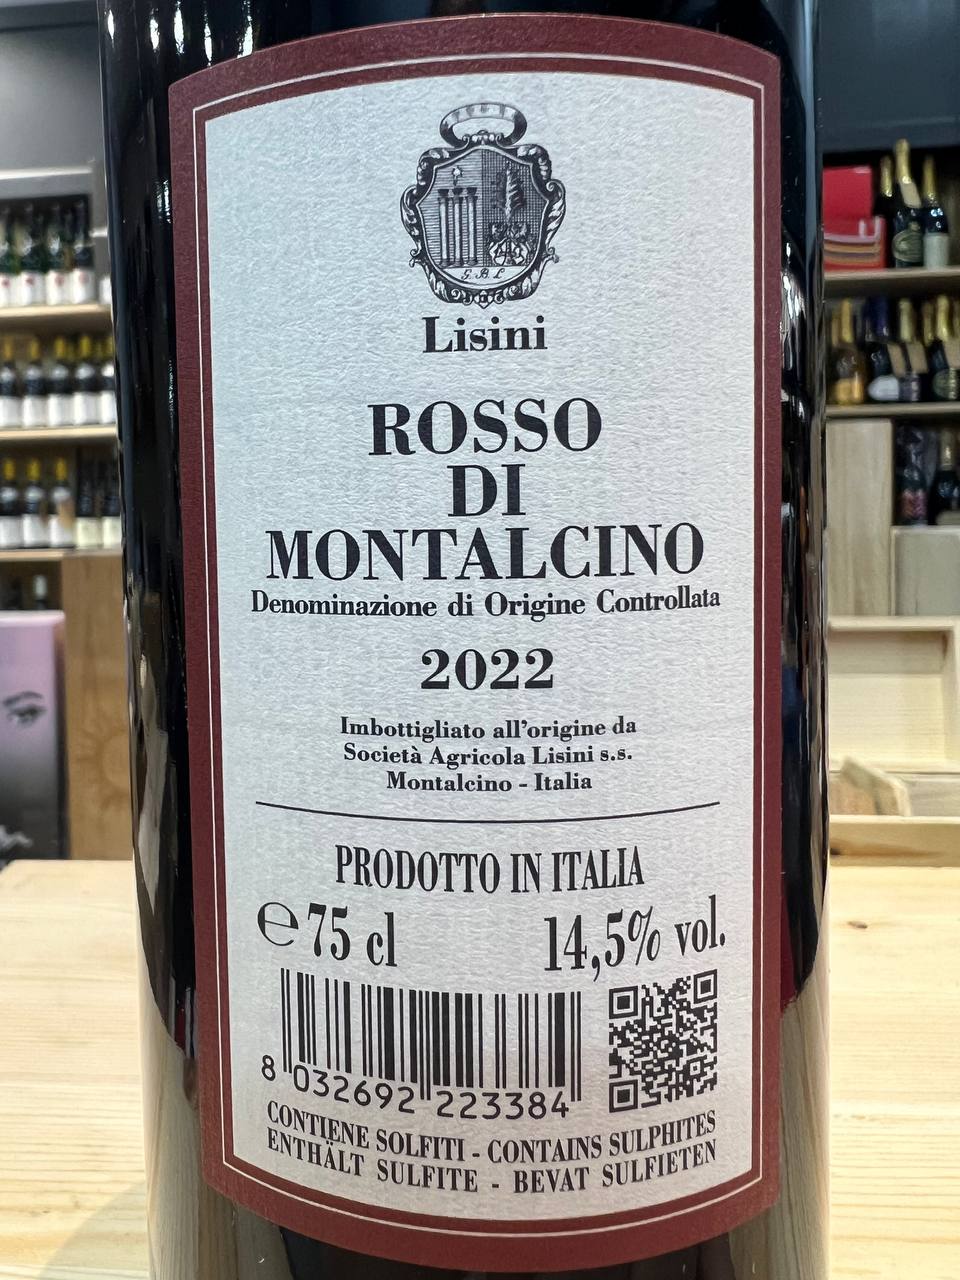 G. B. L
Lisini
ROSSO
DI
MONTALCINO
Denominazione di Origine Controllata
2022
Imbottigliato all'origine da
Società Agricola Lisini s.s.
Montalcino - Italia
PRODOTTO IN ITALIA
℮ 75 cl 14,5% vol.
8 032692 223384
CONTIENE SOLFITI - CONTAINS SULPHITES
ENTHÄLT SULFITE - BEVAT SULFIETEN